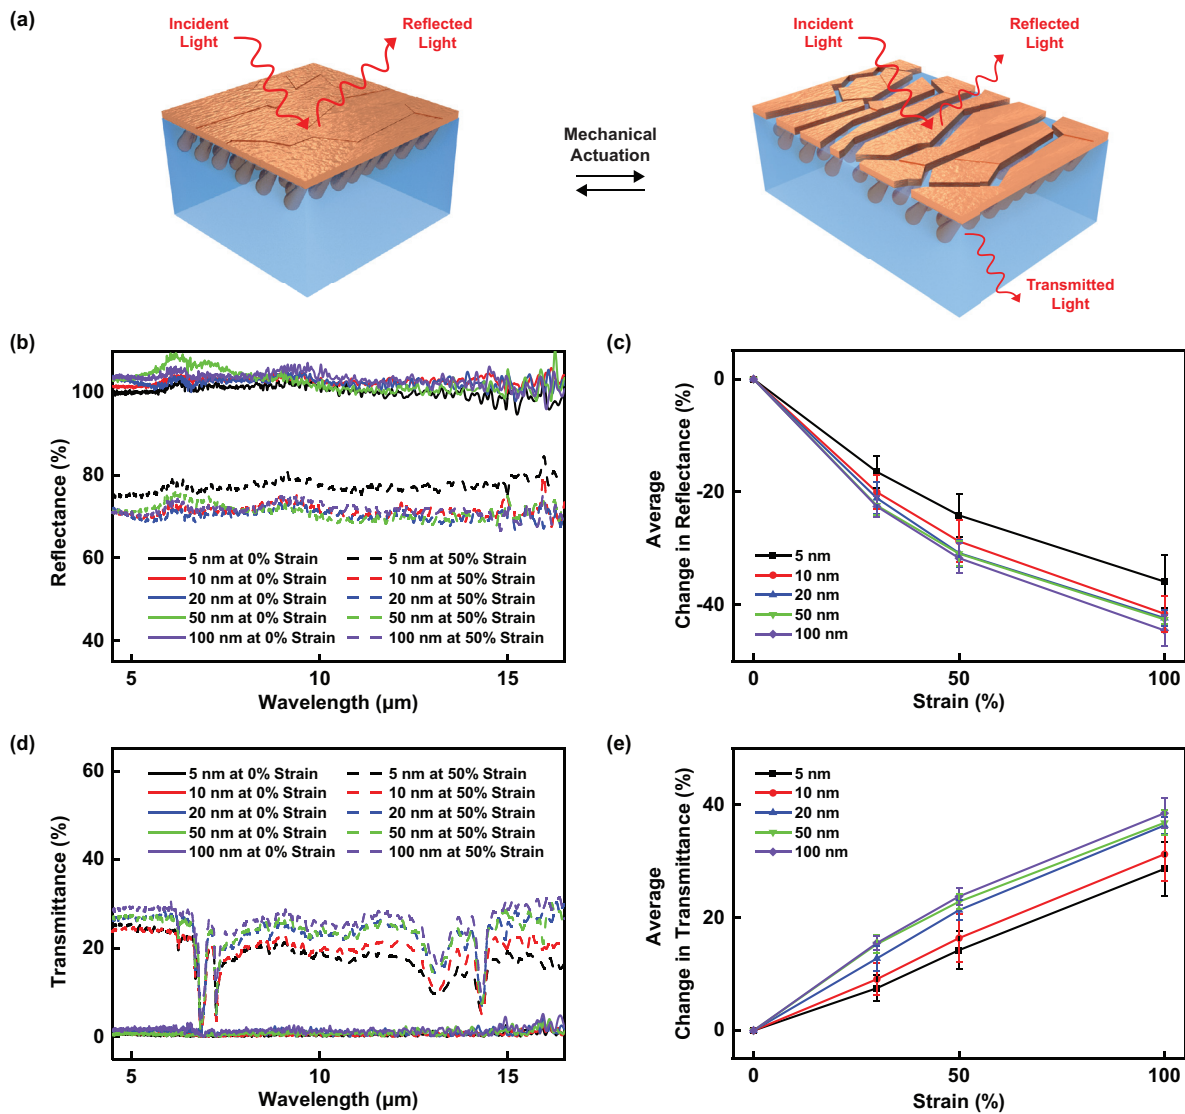 (a)
Incident
Light
Reflected
Light
Mechanical
Actuation
Incident
Light
Reflected
Light
Transmitted
Light
(b)
Reflectance (%)
100
80
60
40
5 nm at 0% Strain
5 nm at 50% Strain
10 nm at 0% Strain
10 nm at 50% Strain
20 nm at 0% Strain
20 nm at 50% Strain
50 nm at 0% Strain
50 nm at 50% Strain
100 nm at 0% Strain
100 nm at 50% Strain
5
10
15
Wavelength (µm)
(c)
Average
Change in Reflectance (%)
0
-20
-40
5 nm
10 nm
20 nm
50 nm
100 nm
0
50
100
Strain (%)
(d)
Transmittance (%)
60
40
20
0
5 nm at 0% Strain
5 nm at 50% Strain
10 nm at 0% Strain
10 nm at 50% Strain
20 nm at 0% Strain
20 nm at 50% Strain
50 nm at 0% Strain
50 nm at 50% Strain
100 nm at 0% Strain
100 nm at 50% Strain
5
10
15
Wavelength (µm)
(e)
Average
Change in Transmittance (%)
40
20
0
5 nm
10 nm
20 nm
50 nm
100 nm
0
50
100
Strain (%)